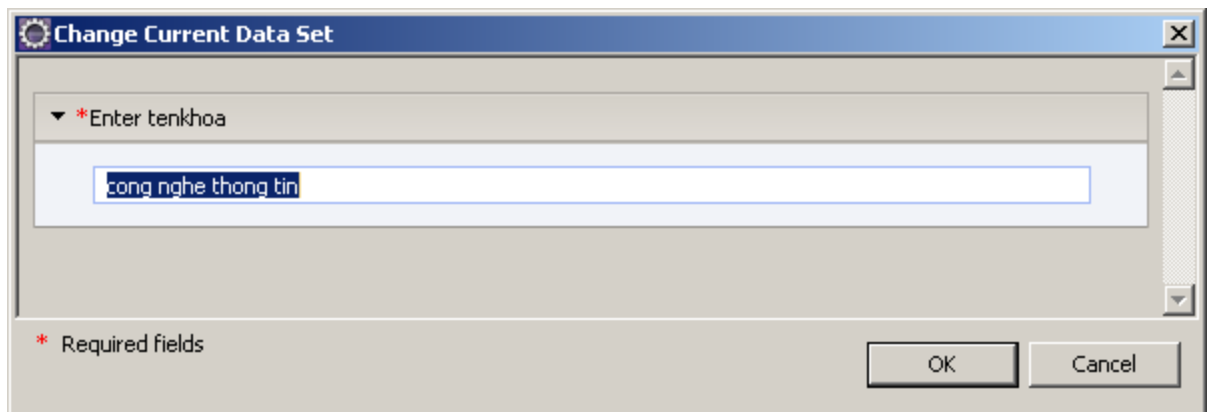 Change Current Data Set
*Enter tenkhoa
cong nghe thong tin
* Required fields
OK
Cancel